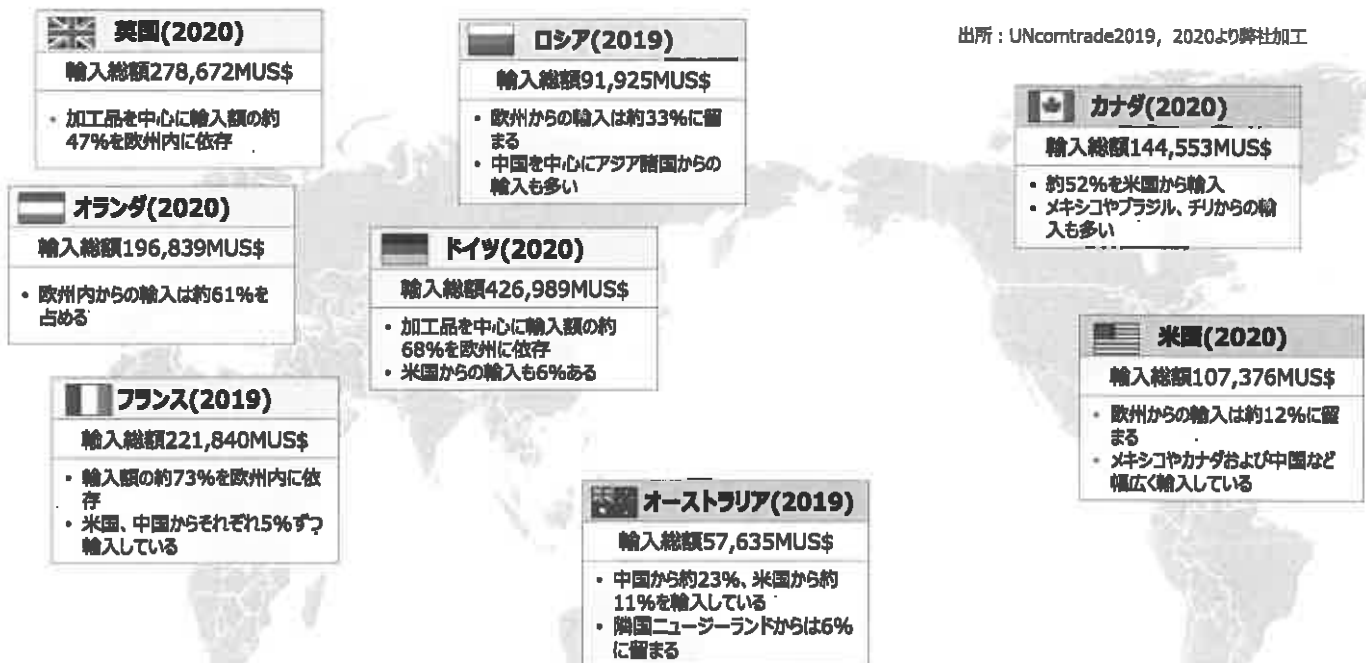 英国(2020)
輸入総額278,672MUS$
・ 加工品を中心に輸入額の約
47%を欧州内に依存
ロシア(2019)
輸入総額91,925MUS$
・ 欧州からの輸入は約33%に留
まる
・ 中国を中心にアジア諸国からの
輸入も多い
出所:UNcomtrade2019, 2020より弊社加工
カナダ(2020)
輸入総額144,553MUS$
・ 約52%を米国から輸入
・ メキシコやブラジル、チリからの輸
入も多い
オランダ(2020)
輸入総額196,839MUS$
・ 欧州内からの輸入は約61%を
占める
ドイツ(2020)
輸入総額426,989MUS$
・ 加工品を中心に輸入額の約
68%を欧州に依存
・ 米国からの輸入も6%ある
米国(2020)
輸入総額107,376MUS$
・ 欧州からの輸入は約12%に留
まる
・ メキシコやカナダおよび中国など
幅広く輸入している
フランス(2019)
輸入総額221,840MUS$
・ 輸入額の約73%を欧州内に依
存
・ 米国、中国からそれぞれ5%ずつ
輸入している
オーストラリア(2019)
輸入総額57,635MUS$
・ 中国から約23%、米国から約
11%を輸入している
・ 隣国ニュージーランドからは6%
に留まる